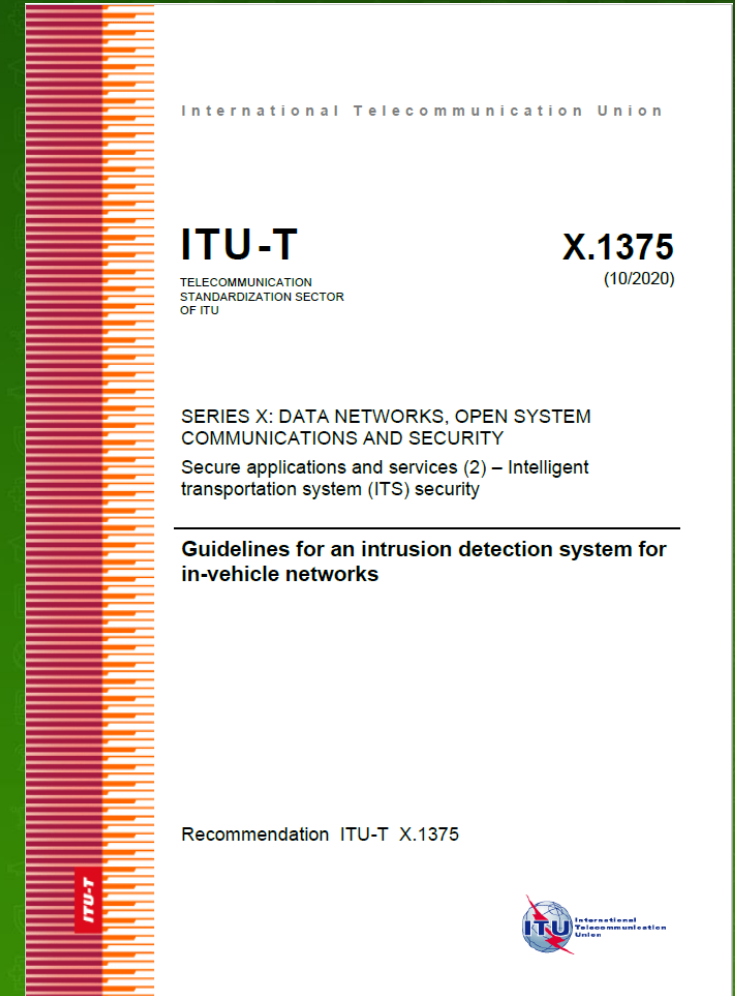 International Telecommunication Union
ITU-T
X.1375
TELECOMMUNICATION
STANDARDIZATION SECTOR
OF ITU
(10/2020)
SERIES X: DATA NETWORKS, OPEN SYSTEM
COMMUNICATIONS AND SECURITY
Secure applications and services (2) – Intelligent
transportation system (ITS) security
Guidelines for an intrusion detection system for
in-vehicle networks
Recommendation ITU-T X.1375
ITU-T
ITU
International
Telecommunication
Union